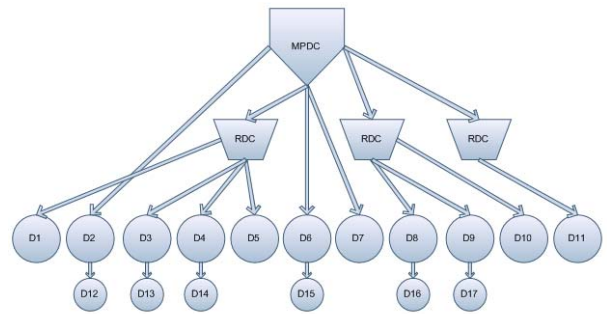 MPDC
RDC RDC RDC
D1 D2 D3 D4 D5 D6 D7 D8 D9 D10 D11
D12 D13 D14 D15 D16 D17